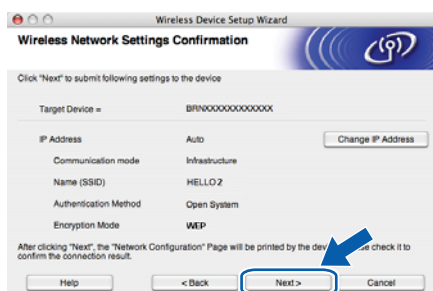 Wireless Device Setup Wizard
Wireless Network Settings Confirmation
Click "Next" to submit following settings to the device
Target Device = BRNXXXXXXXXXXXX
IP Address Auto Change IP Address
Communication mode Infrastructure
Name (SSID) HELLO2
Authentication Method Open System
Encryption Mode WEP
After clicking "Next", the "Network Configuration" Page will be printed by the check it to
confirm the connection result.
Help < Back Next > Cancel